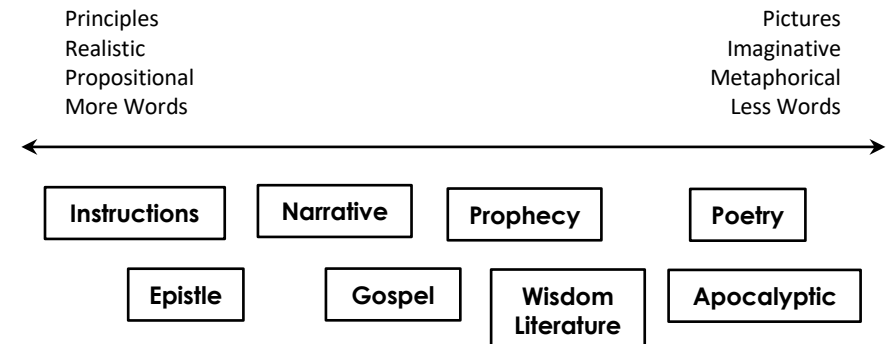 Principles
Realistic
Propositional
More Words
Pictures
Imaginative
Metaphorical
Less Words
Instructions
Narrative
Prophecy
Poetry
Epistle
Gospel
Wisdom
Literature
Apocalyptic